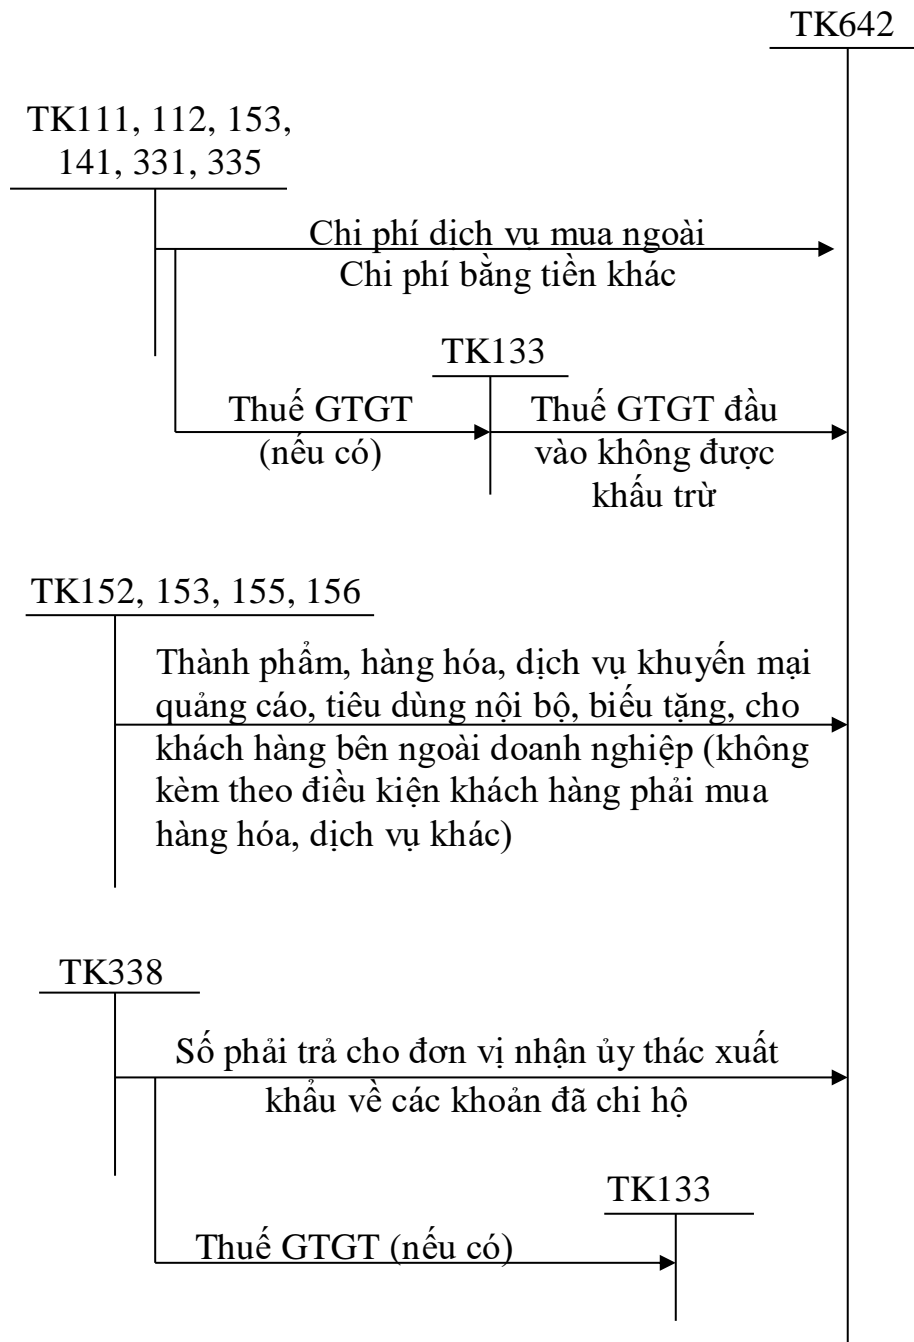 TK642
TK111, 112, 153,
141, 331, 335
Chi phí dịch vụ mua ngoài
Chi phí bằng tiền khác
TK133
Thuế GTGT
(nếu có)
Thuế GTGT đầu
vào không được
khấu trừ
TK152, 153, 155, 156
Thành phẩm, hàng hóa, dịch vụ khuyến mại
quảng cáo, tiêu dùng nội bộ, biếu tặng, cho
khách hàng bên ngoài doanh nghiệp (không
kèm theo điều kiện khách hàng phải mua
hàng hóa, dịch vụ khác)
TK338
Số phải trả cho đơn vị nhận ủy thác xuất
khẩu về các khoản đã chi hộ
TK133
Thuế GTGT (nếu có)